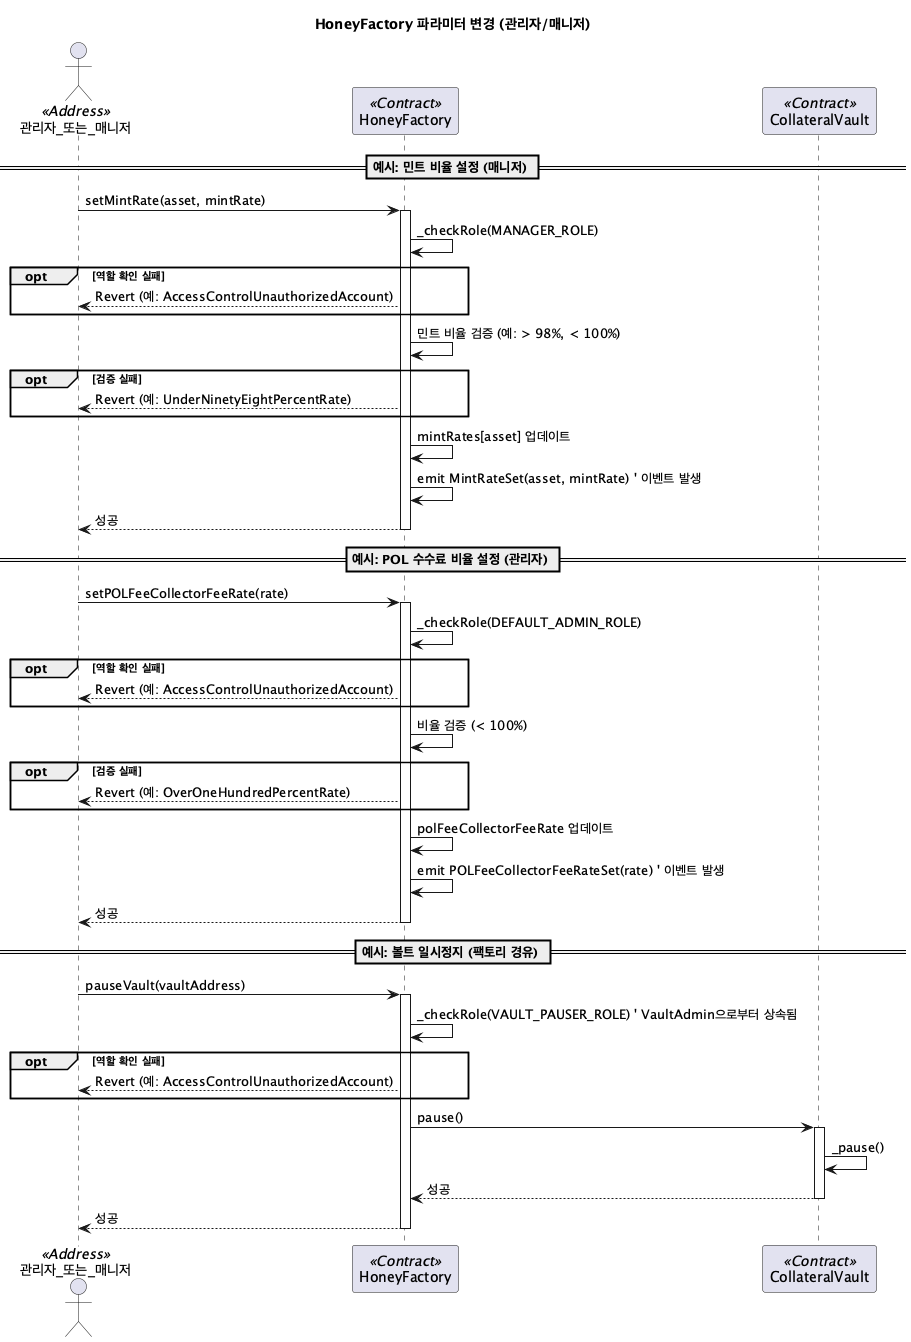 HoneyFactory 파라미터 변경 (관리자/매니저)
«Address»
관리자_또는_매니저
«Contract»
HoneyFactory
«Contract»
CollateralVault
예시: 민트 비율 설정 (매니저)
setMintRate(asset, mintRate)
_checkRole(MANAGER_ROLE)
opt [역할 확인 실패]
Revert (예: AccessControlUnauthorizedAccount)
민트 비율 검증 (예: > 98%, < 100%)
opt [검증 실패]
Revert (예: UnderNinetyEightPercentRate)
mintRates[asset] 업데이트
emit MintRateSet(asset, mintRate) ' 이벤트 발생
성공
예시: POL 수수료 비율 설정 (관리자)
setPOLFeeCollectorFeeRate(rate)
_checkRole(DEFAULT_ADMIN_ROLE)
opt [역할 확인 실패]
Revert (예: AccessControlUnauthorizedAccount)
비율 검증 (< 100%)
opt [검증 실패]
Revert (예: OverOneHundredPercentRate)
polFeeCollectorFeeRate 업데이트
emit POLFeeCollectorFeeRateSet(rate) ' 이벤트 발생
성공
예시: 볼트 일시정지 (팩토리 경유)
pauseVault(vaultAddress)
_checkRole(VAULT_PAUSER_ROLE) ' VaultAdmin으로부터 상속됨
opt [역할 확인 실패]
Revert (예: AccessControlUnauthorizedAccount)
pause()
_pause()
성공
성공
«Address»
관리자_또는_매니저
«Contract»
HoneyFactory
«Contract»
CollateralVault